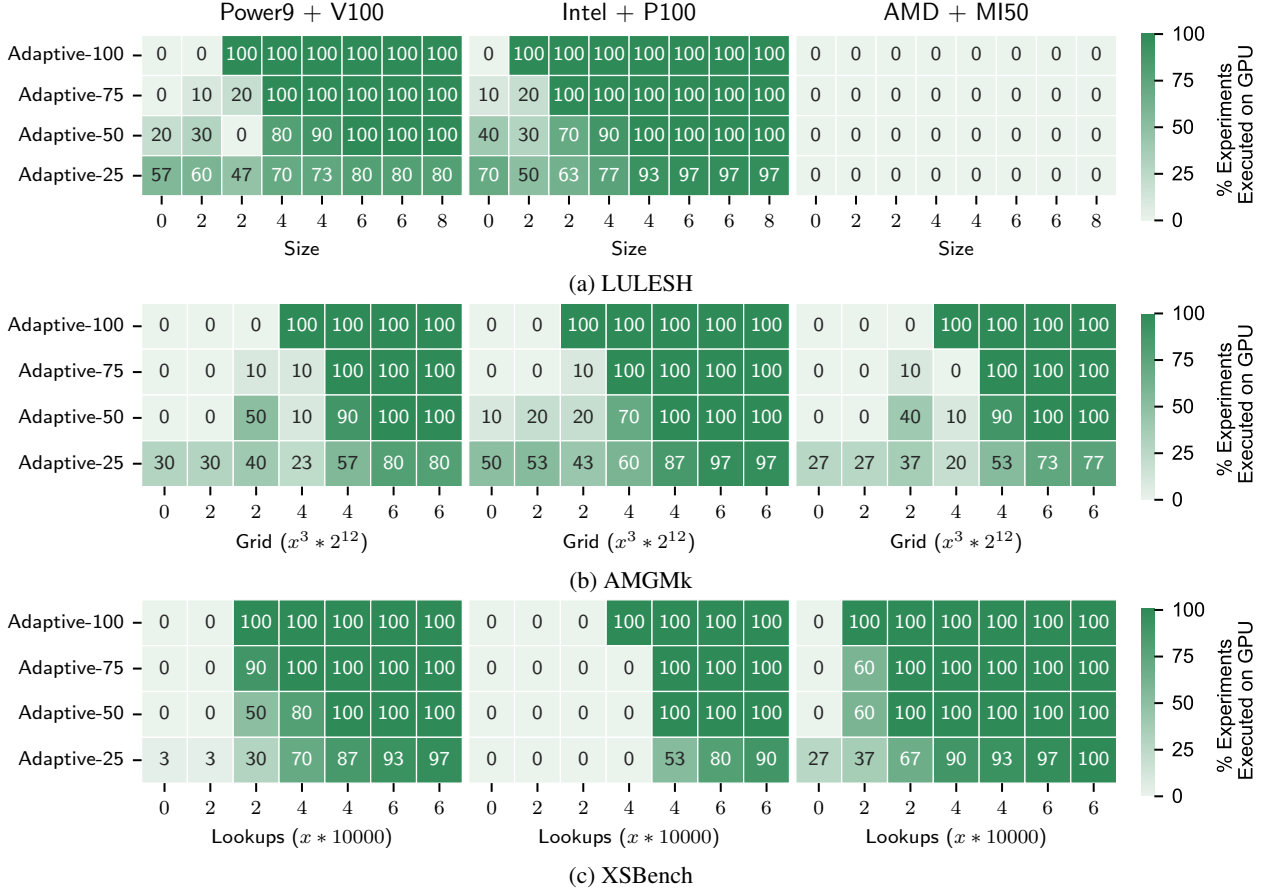 Power9 + V100 Intel + P100 AMD + MI50
Adaptive-100 0 0 100 100 100 100 100 100 0 100 100 100 100 100 100 100 0 0 0 0 0 0 0 0
Adaptive-75 0 10 20 100 100 100 100 100 10 20 100 100 100 100 100 100 0 0 0 0 0 0 0 0
Adaptive-50 20 30 0 80 90 100 100 100 40 30 70 90 100 100 100 100 0 0 0 0 0 0 0 0
Adaptive-25 57 60 47 70 73 80 80 80 70 50 63 77 93 97 97 97 0 0 0 0 0 0 0 0
0 2 2 4 4 6 6 8 0 2 2 4 4 6 6 8 0 2 2 4 4 6 6 8
Size Size Size
100
75
50
25
0
% Experiments
Executed on GPU
(a) LULESH
Adaptive-100 0 0 0 100 100 100 100 0 0 100 100 100 100 100 0 0 0 100 100 100 100
Adaptive-75 0 0 10 10 100 100 100 0 0 10 100 100 100 100 0 0 10 0 100 100 100
Adaptive-50 0 0 50 10 90 100 100 10 20 20 70 100 100 100 0 0 40 10 90 100 100
Adaptive-25 30 30 40 23 57 80 80 50 53 43 60 87 97 97 27 27 37 20 53 73 77
0 2 2 4 4 6 6 0 2 2 4 4 6 6 0 2 2 4 4 6 6
Grid (x³ * 2¹²) Grid (x³ * 2¹²) Grid (x³ * 2¹²)
100
75
50
25
0
% Experiments
Executed on GPU
(b) AMGMk
Adaptive-100 0 0 100 100 100 100 100 0 0 0 100 100 100 100 0 100 100 100 100 100 100
Adaptive-75 0 0 90 100 100 100 100 0 0 0 0 100 100 100 0 60 100 100 100 100 100
Adaptive-50 0 0 50 80 100 100 100 0 0 0 0 100 100 100 0 60 100 100 100 100 100
Adaptive-25 3 3 30 70 87 93 97 0 0 0 0 53 80 90 27 37 67 90 93 97 100
0 2 2 4 4 6 6 0 2 2 4 4 6 6 0 2 2 4 4 6 6
Lookups (x * 10000) Lookups (x * 10000) Lookups (x * 10000)
100
75
50
25
0
% Experiments
Executed on GPU
(c) XSBench